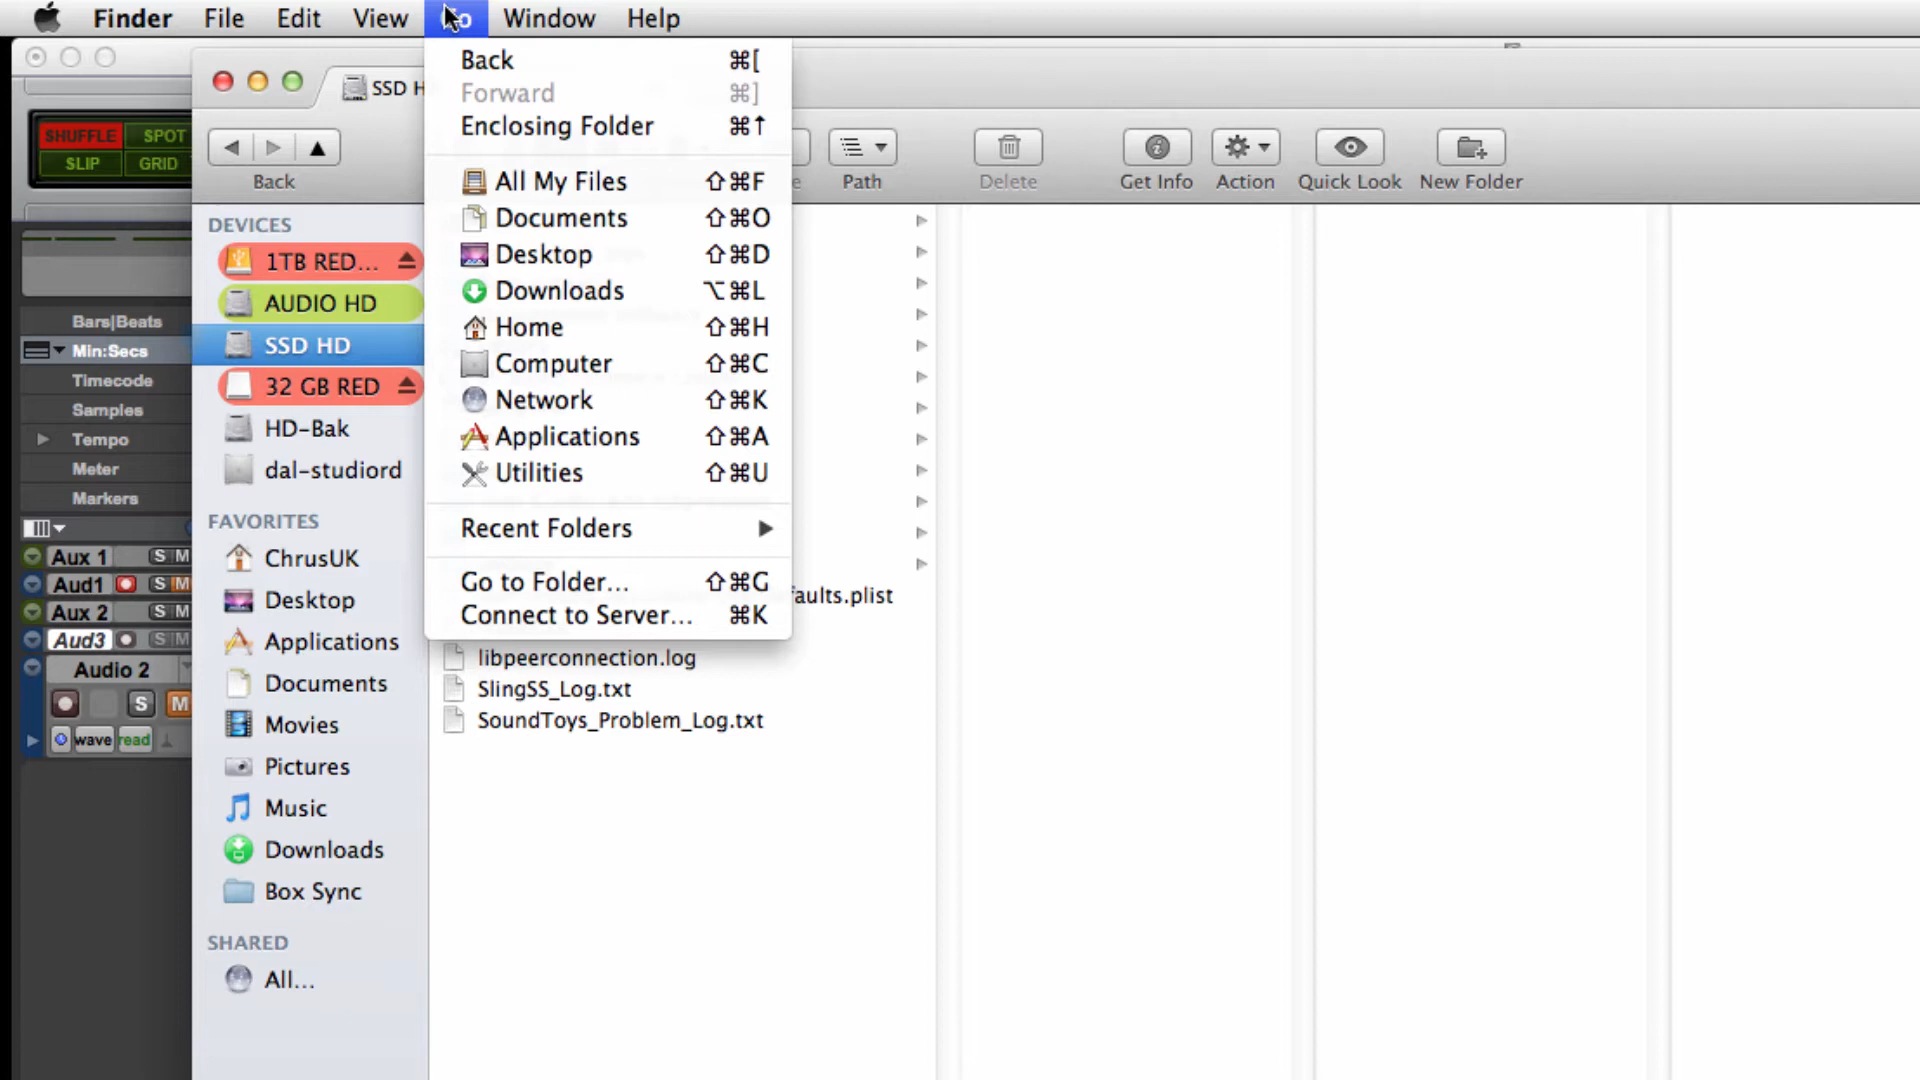 Finder File Edit View Go Window Help
Back ⌘[
Forward ⌘]
Enclosing Folder ⌘↑
All My Files ⇧⌘F
Documents ⇧⌘O
Desktop ⇧⌘D
Downloads ⌥⌘L
Home ⇧⌘H
Computer ⇧⌘C
Network ⇧⌘K
Applications ⇧⌘A
Utilities ⇧⌘U
Recent Folders
Go to Folder... ⇧⌘G
Connect to Server... ⌘K
SSD H
Back
Path
Delete
Get Info
Action
Quick Look
New Folder
SHUFFLE SPOT
SLIP GRID
Bars|Beats
Min:Secs
Timecode
Samples
Tempo
Meter
Markers
Aux 1 S M
Aud1 S M
Aux 2 S M
Aud3 S M
Audio 2
S M
wave read
DEVICES
1TB RED...
AUDIO HD
SSD HD
32 GB RED
HD-Bak
dal-studiord
FAVORITES
ChrusUK
Desktop
Applications
Documents
Movies
Pictures
Music
Downloads
Box Sync
SHARED
All...
faults.plist
libpeerconnection.log
SlingSS_Log.txt
SoundToys_Problem_Log.txt